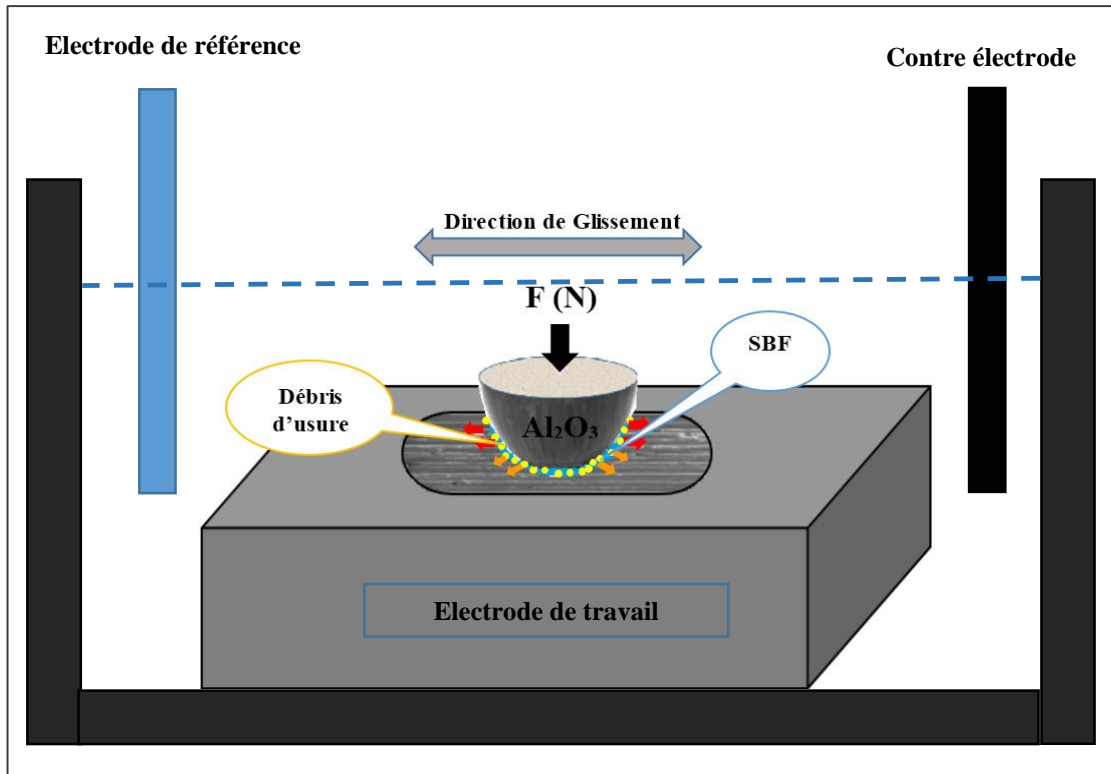 Electrode de référence
Contre électrode
Direction de Glissement
F (N)
SBF
Débris
d’usure
Al₂O₃
Electrode de travail